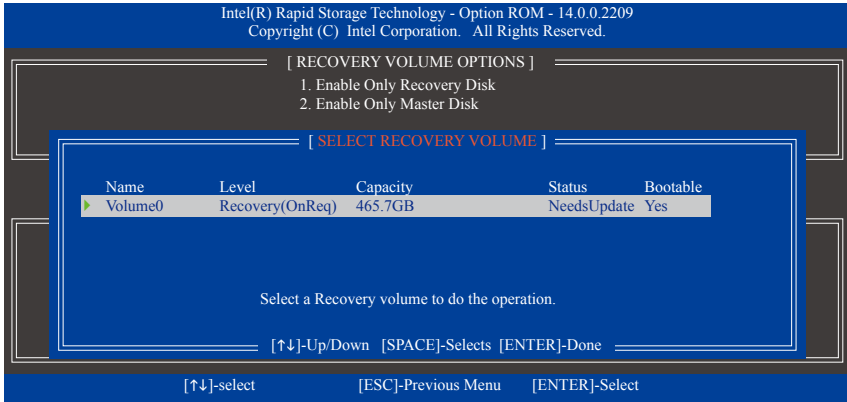 Intel(R) Rapid Storage Technology - Option ROM - 14.0.0.2209
Copyright (C) Intel Corporation. All Rights Reserved.
[ RECOVERY VOLUME OPTIONS ]
1. Enable Only Recovery Disk
2. Enable Only Master Disk
[ SELECT RECOVERY VOLUME ]
Name Level Capacity Status Bootable
Volume0 Recovery(OnReq) 465.7GB NeedsUpdate Yes
Select a Recovery volume to do the operation.
[↑↓]-Up/Down [SPACE]-Selects [ENTER]-Done
[↑↓]-select [ESC]-Previous Menu [ENTER]-Select